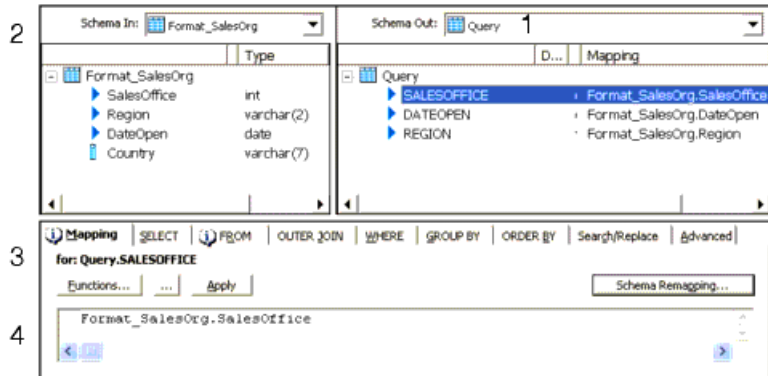 2
Schema In: Format_SalesOrg
Schema Out: Query
1
Type
D... Mapping
Format_SalesOrg
SalesOffice int
Region varchar(2)
DateOpen date
Country varchar(7)
Query
SALESOFFICE Format_SalesOrg.SalesOffice
DATEOPEN Format_SalesOrg.DateOpen
REGION Format_SalesOrg.Region
3
Mapping SELECT FROM OUTER JOIN WHERE GROUP BY ORDER BY Search/Replace Advanced
for: Query.SALESOFFICE
Functions... ... Apply Schema Remapping...
4
Format_SalesOrg.SalesOffice